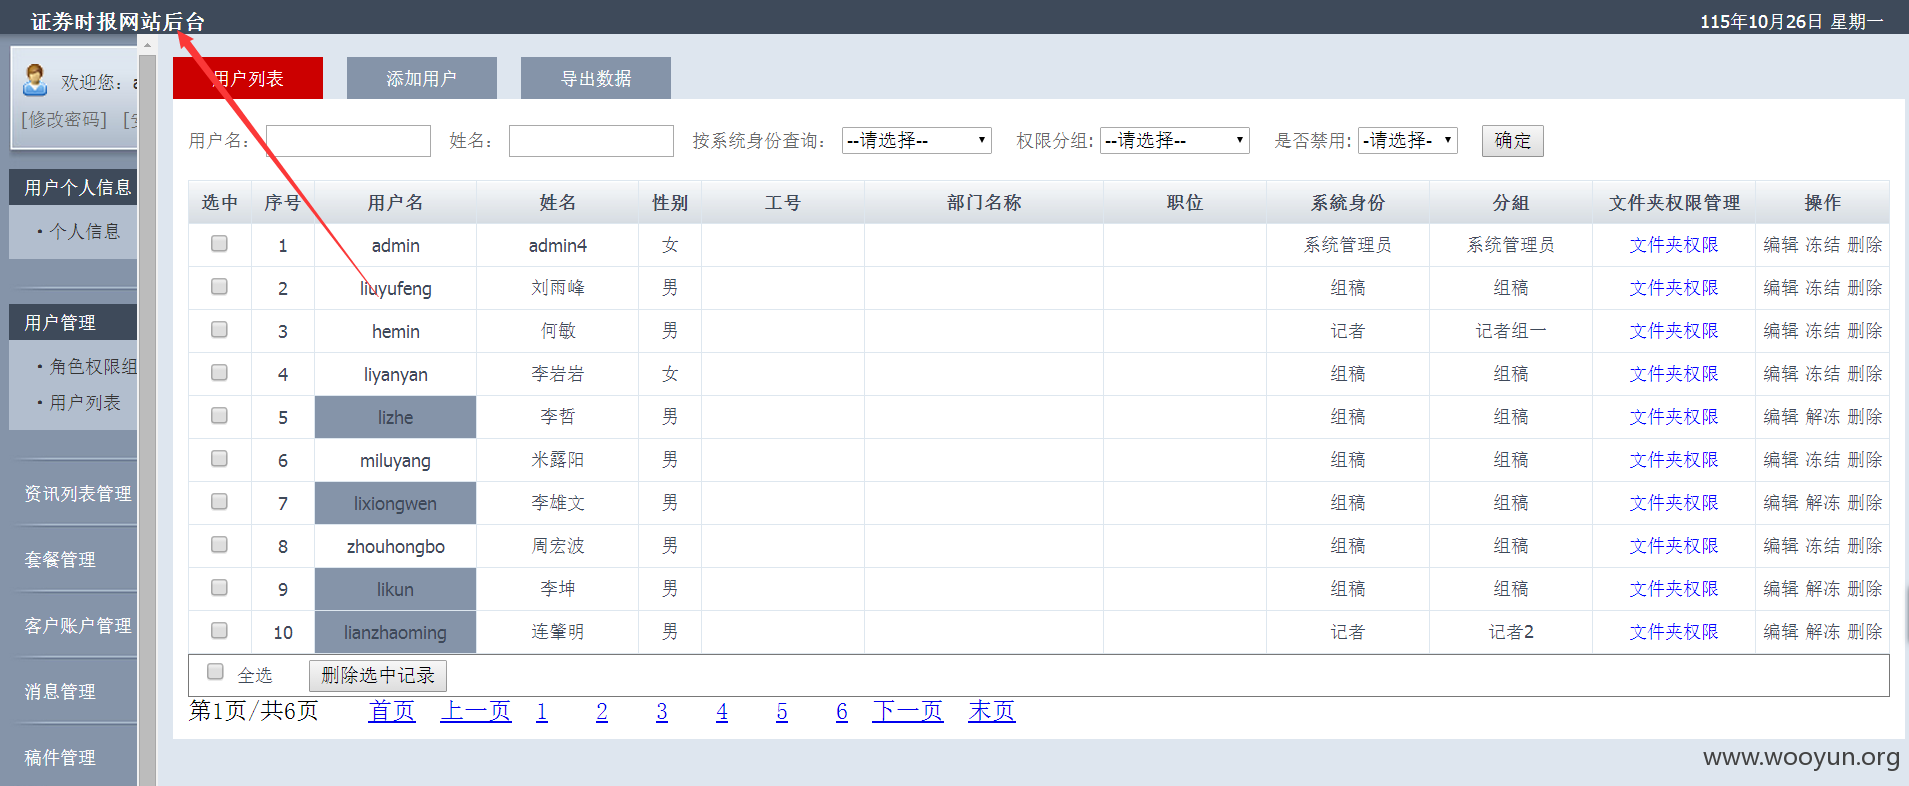 证券时报网站后台
115年10月26日 星期一
欢迎您：a
[修改密码] [安
用户个人信息
·个人信息
用户管理
·角色权限组
·用户列表
资讯列表管理
套餐管理
客户账户管理
消息管理
稿件管理
用户列表 添加用户 导出数据
用户名： 姓名： 按系统身份查询： --请选择-- 权限分组: --请选择-- 是否禁用: -请选择- 确定
选中 序号 用户名 姓名 性别 工号 部门名称 职位 系統身份 分組 文件夹权限管理 操作
1 admin admin4 女 系统管理员 系统管理员 文件夹权限 编辑 冻结 删除
2 liuyufeng 刘雨峰 男 组稿 组稿 文件夹权限 编辑 冻结 删除
3 hemin 何敏 男 记者 记者组一 文件夹权限 编辑 冻结 删除
4 liyanyan 李岩岩 女 组稿 组稿 文件夹权限 编辑 冻结 删除
5 lizhe 李哲 男 组稿 组稿 文件夹权限 编辑 解冻 删除
6 miluyang 米露阳 男 组稿 组稿 文件夹权限 编辑 冻结 删除
7 lixiongwen 李雄文 男 组稿 组稿 文件夹权限 编辑 解冻 删除
8 zhouhongbo 周宏波 男 组稿 组稿 文件夹权限 编辑 冻结 删除
9 likun 李坤 男 组稿 组稿 文件夹权限 编辑 解冻 删除
10 lianzhaoming 连肇明 男 记者 记者2 文件夹权限 编辑 解冻 删除
全选 删除选中记录
第1页/共6页 首页 上一页 1 2 3 4 5 6 下一页 末页
www.wooyun.org